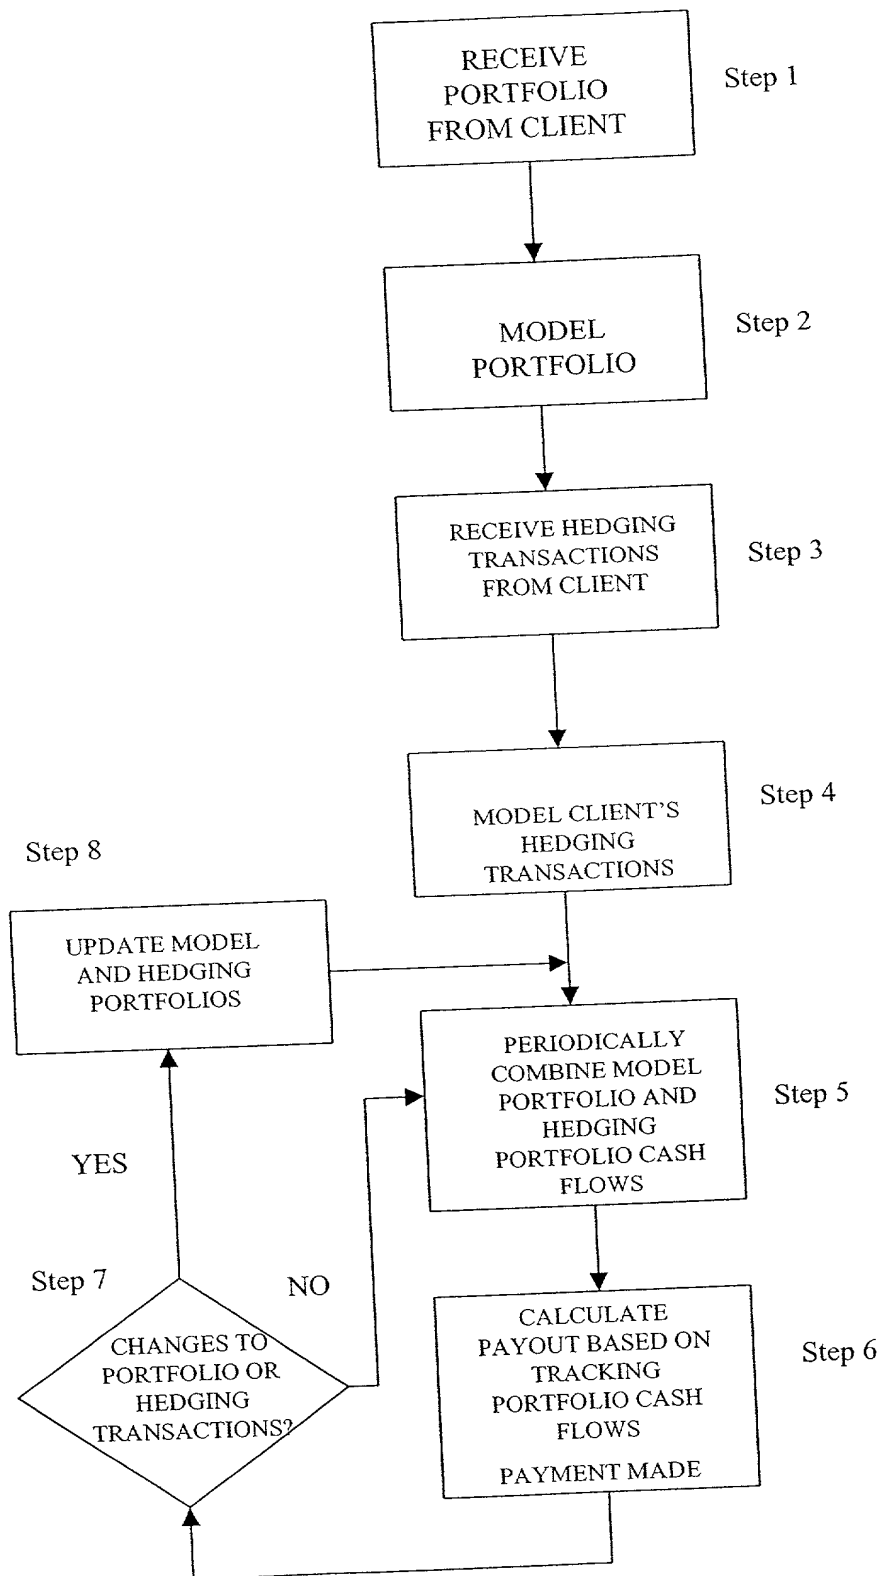 RECEIVE
PORTFOLIO
FROM CLIENT
Step 1
MODEL
PORTFOLIO
Step 2
RECEIVE HEDGING
TRANSACTIONS
FROM CLIENT
Step 3
MODEL CLIENT'S
HEDGING
TRANSACTIONS
Step 4
Step 8
UPDATE MODEL
AND HEDGING
PORTFOLIOS
PERIODICALLY
COMBINE MODEL
PORTFOLIO AND
HEDGING
PORTFOLIO CASH
FLOWS
Step 5
YES
Step 7
NO
CHANGES TO
PORTFOLIO OR
HEDGING
TRANSACTIONS?
CALCULATE
PAYOUT BASED ON
TRACKING
PORTFOLIO CASH
FLOWS
PAYMENT MADE
Step 6